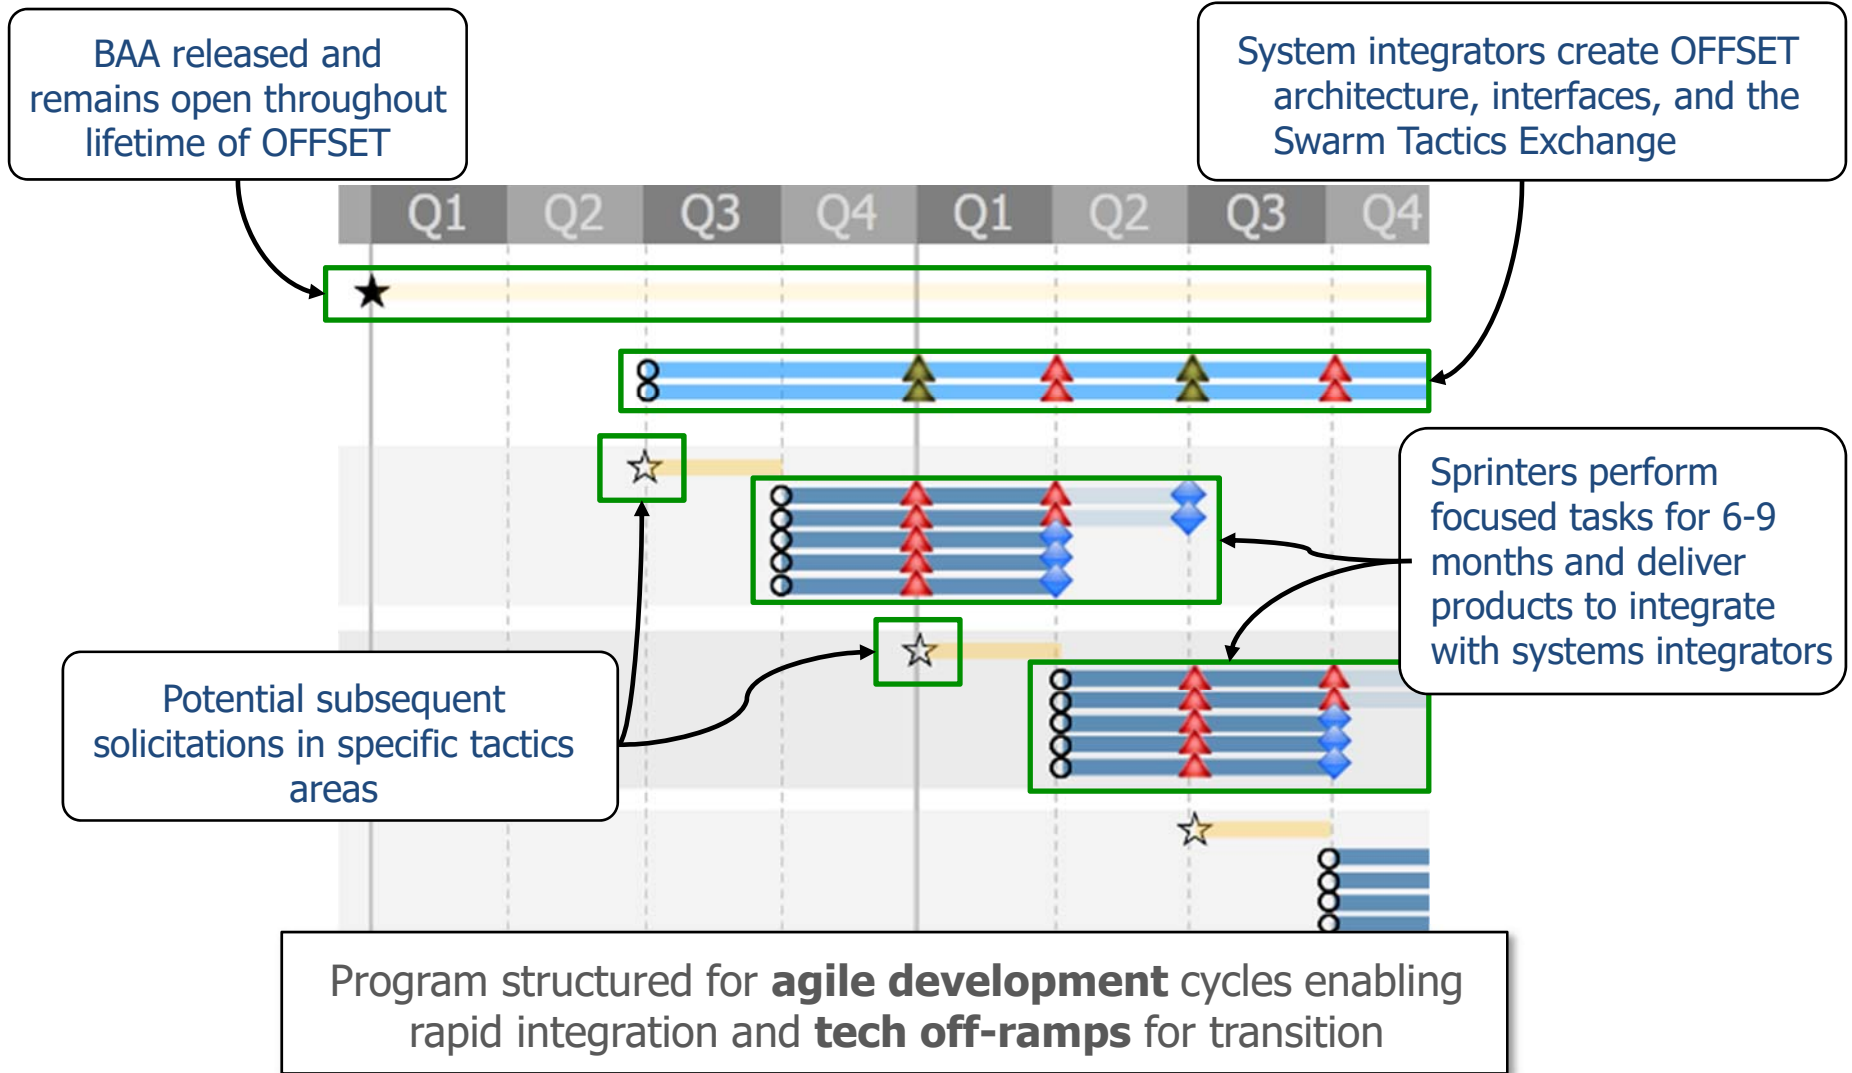 BAA released and
remains open throughout
lifetime of OFFSET
System integrators create OFFSET
architecture, interfaces, and the
Swarm Tactics Exchange
Q1 Q2 Q3 Q4 Q1 Q2 Q3 Q4
Sprinters perform
focused tasks for 6-9
months and deliver
products to integrate
with systems integrators
Potential subsequent
solicitations in specific tactics
areas
Program structured for agile development cycles enabling
rapid integration and tech off-ramps for transition